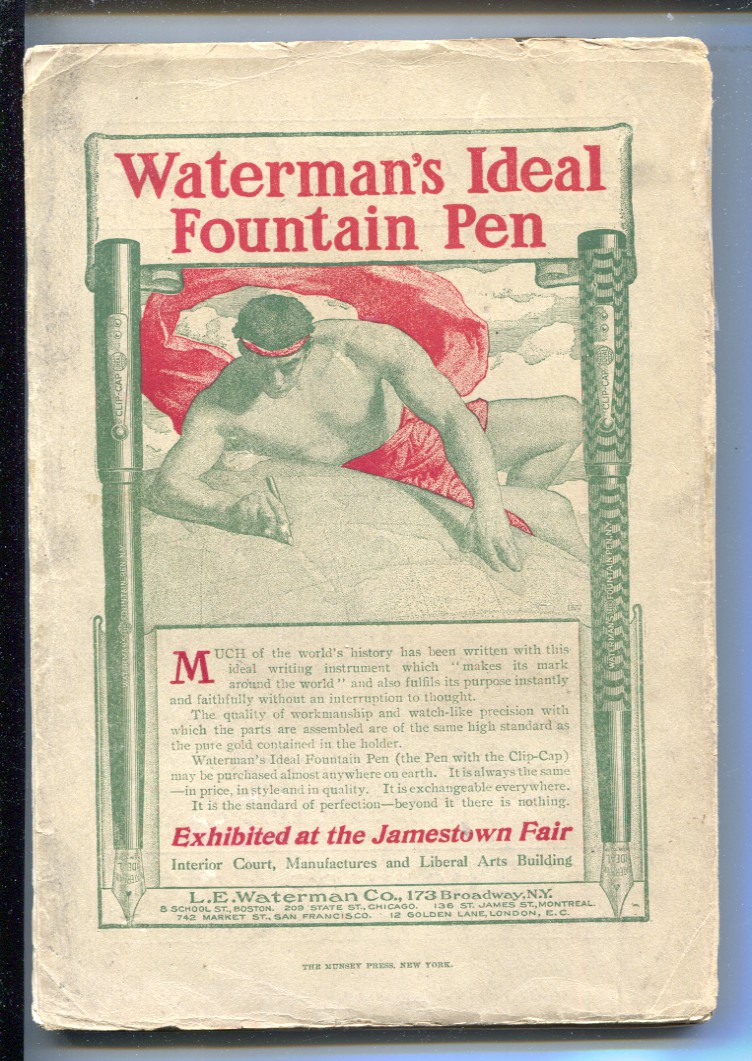 Waterman's Ideal
Fountain Pen
CLIP-CAP
CLIP-CAP
WATERMAN'S IDEAL FOUNTAIN PEN, N.Y.
WATERMAN'S IDEAL FOUNTAIN PEN, N.Y.
MUCH of the world's history has been written with this
ideal writing instrument which "makes its mark
around the world" and also fulfils its purpose instantly
and faithfully without an interruption to thought.
The quality of workmanship and watch-like precision with
which the parts are assembled are of the same high standard as
the pure gold contained in the holder.
Waterman's Ideal Fountain Pen (the Pen with the Clip-Cap)
may be purchased almost anywhere on earth. It is always the same
—in price, in style and in quality. It is exchangeable everywhere.
It is the standard of perfection—beyond it there is nothing.
Exhibited at the Jamestown Fair
Interior Court, Manufactures and Liberal Arts Building
L.E.Waterman Co., 173 Broadway, N.Y.
8 SCHOOL ST., BOSTON. 209 STATE ST., CHICAGO. 136 ST. JAMES ST., MONTREAL.
742 MARKET ST., SAN FRANCISCO. 12 GOLDEN LANE, LONDON, E.C.
THE MUNSEY PRESS, NEW YORK.